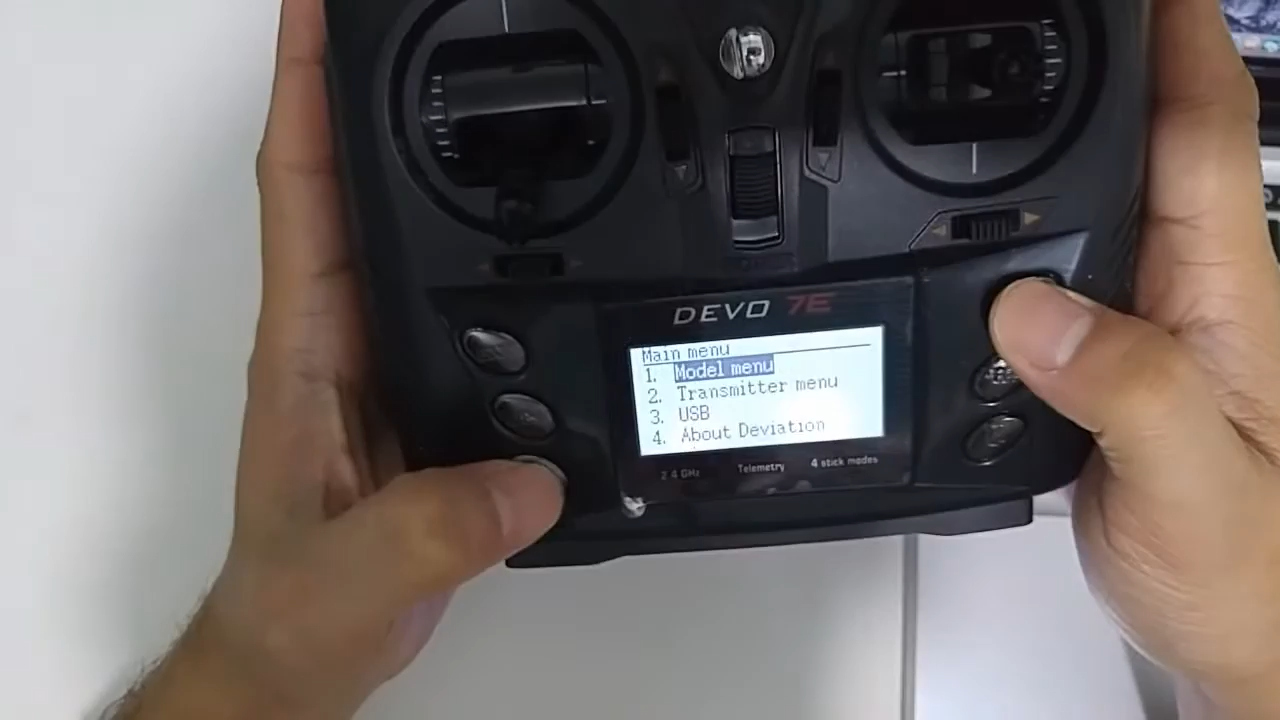 DEVO 7E
Main menu
1. Model menu
2. Transmitter menu
3. USB
4. About Deviation
2.4 GHz Telemetry 4 stick modes